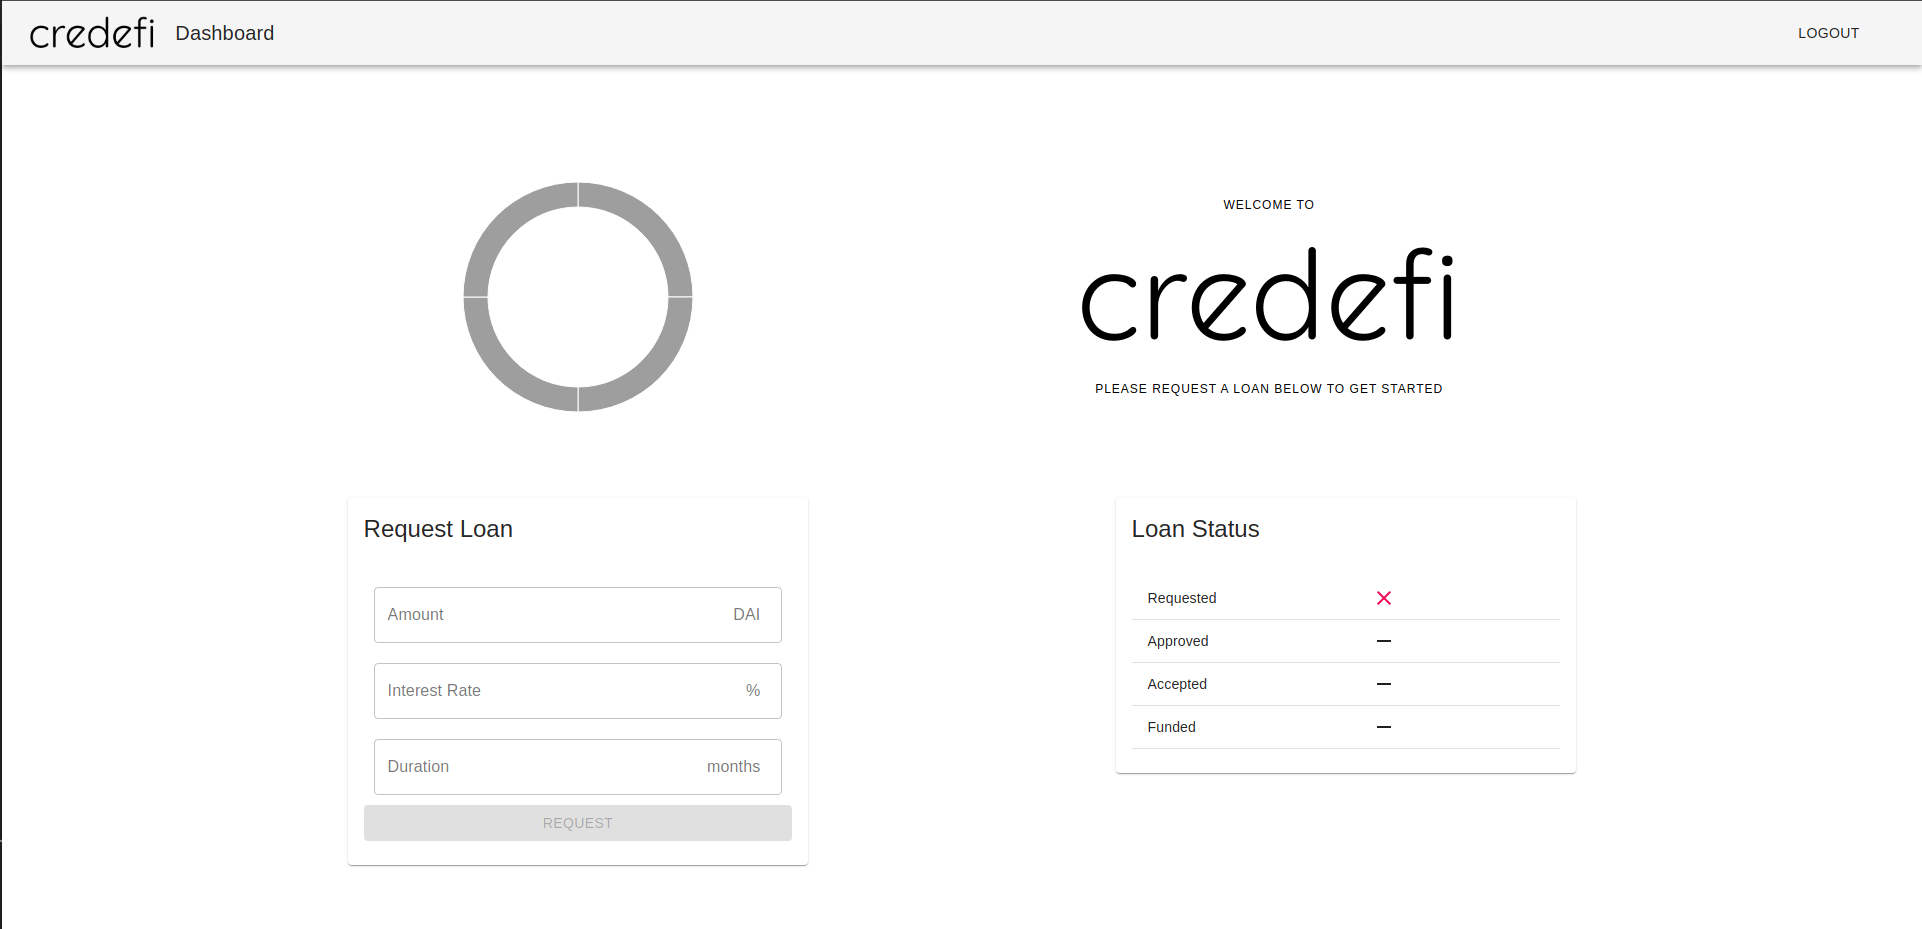 credefi Dashboard LOGOUT
WELCOME TO
credefi
PLEASE REQUEST A LOAN BELOW TO GET STARTED
Request Loan
Amount DAI
Interest Rate %
Duration months
REQUEST
Loan Status
Requested
Approved
Accepted
Funded